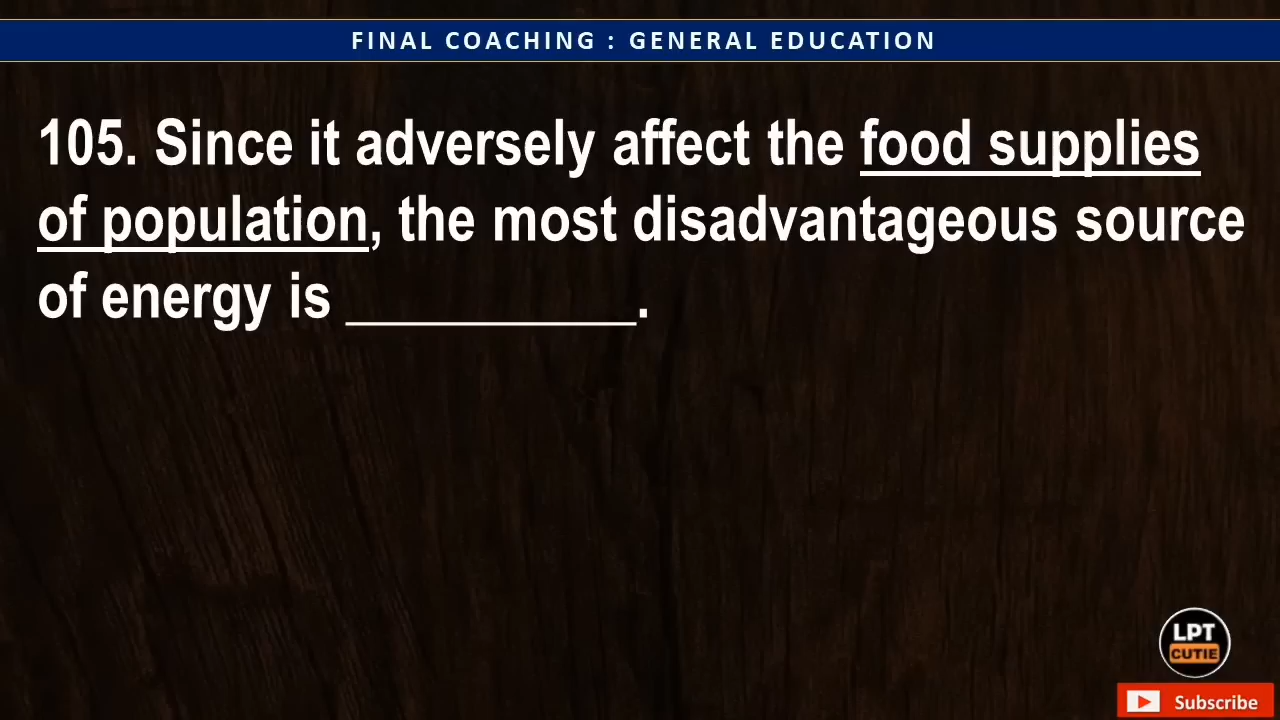 FINAL COACHING : GENERAL EDUCATION
105. Since it adversely affect the food supplies
of population, the most disadvantageous source
of energy is __________.
LPT
CUTIE
Subscribe